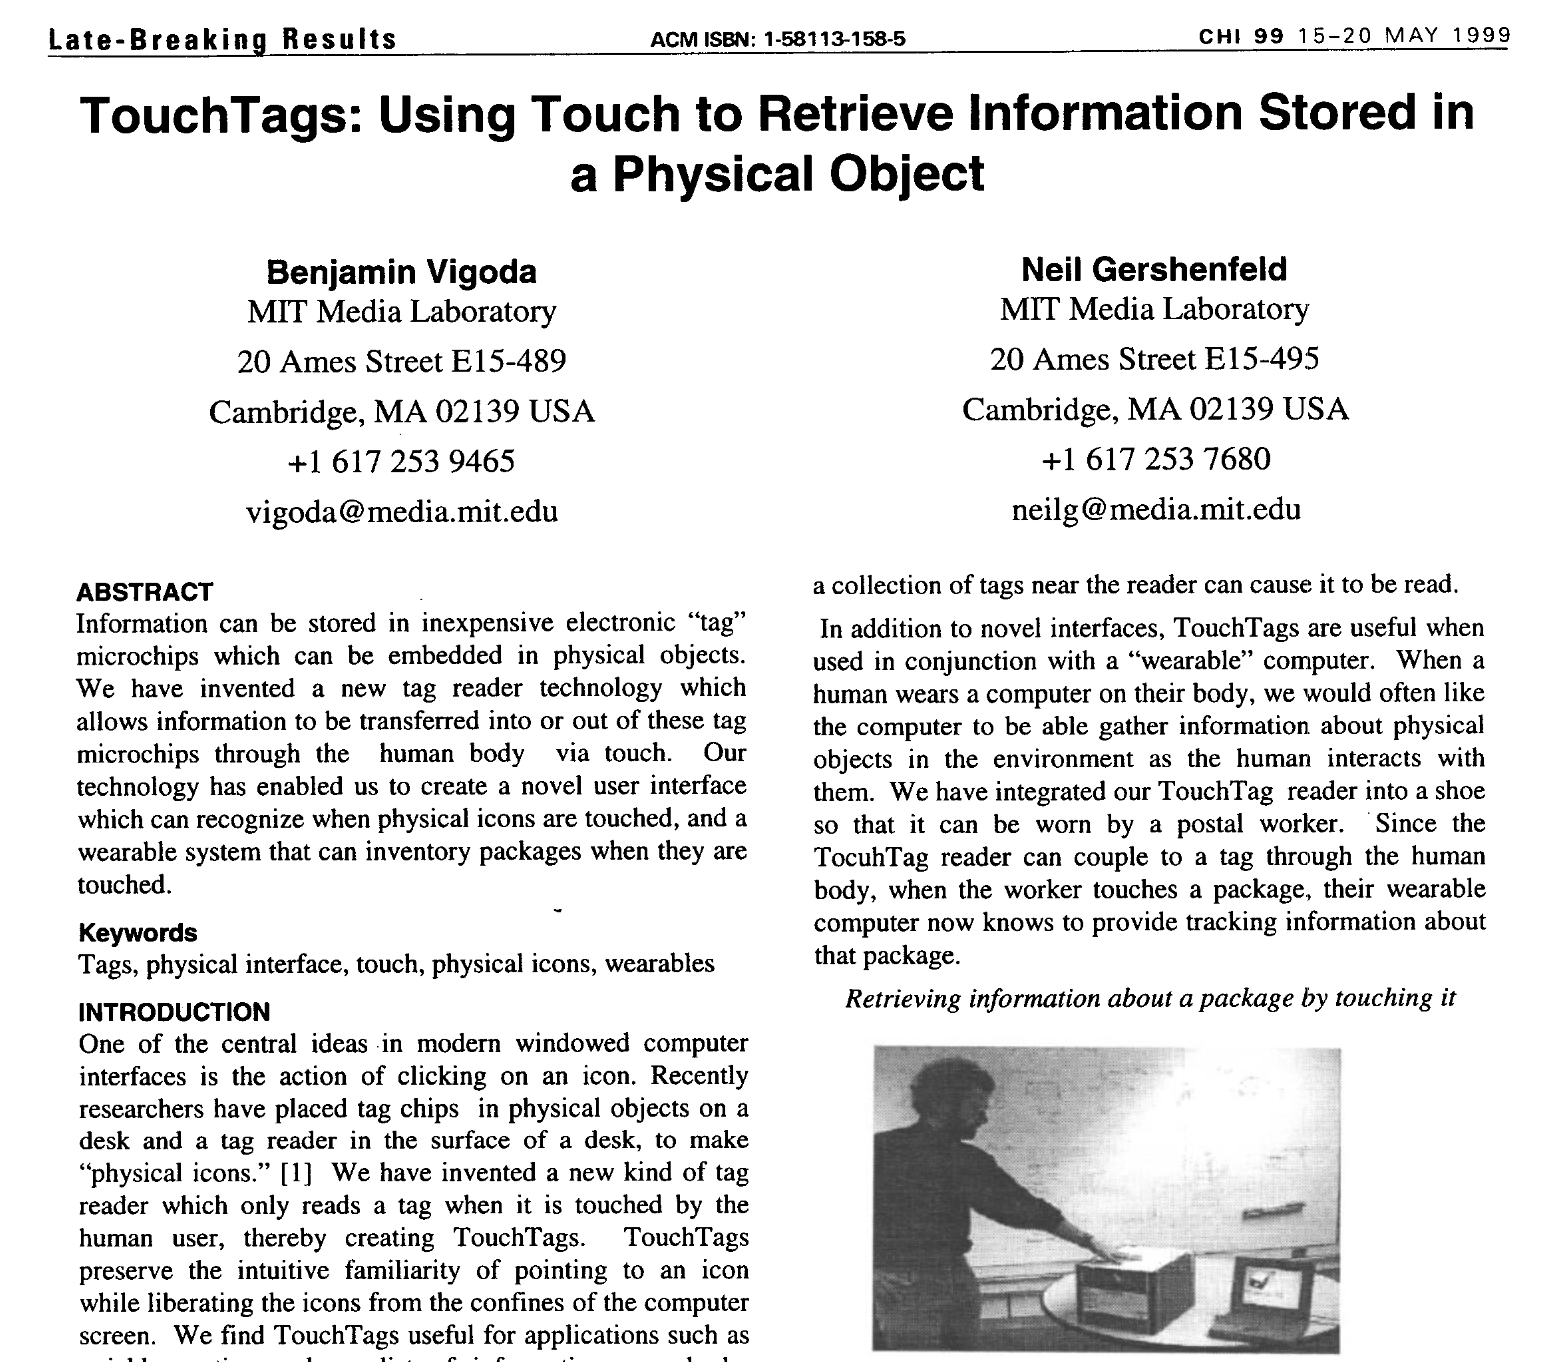 Late-Breaking Results
ACM ISBN: 1-58113-158-5
CHI 99 15-20 MAY 1999
TouchTags: Using Touch to Retrieve Information Stored in
a Physical Object
Benjamin Vigoda
MIT Media Laboratory
20 Ames Street E15-489
Cambridge, MA 02139 USA
+1 617 253 9465
vigoda@media.mit.edu
Neil Gershenfeld
MIT Media Laboratory
20 Ames Street E15-495
Cambridge, MA 02139 USA
+1 617 253 7680
neilg@media.mit.edu
ABSTRACT
Information can be stored in inexpensive electronic “tag”
microchips which can be embedded in physical objects.
We have invented a new tag reader technology which
allows information to be transferred into or out of these tag
microchips through the human body via touch. Our
technology has enabled us to create a novel user interface
which can recognize when physical icons are touched, and a
wearable system that can inventory packages when they are
touched.
Keywords
Tags, physical interface, touch, physical icons, wearables
INTRODUCTION
One of the central ideas in modern windowed computer
interfaces is the action of clicking on an icon. Recently
researchers have placed tag chips in physical objects on a
desk and a tag reader in the surface of a desk, to make
“physical icons.” [1] We have invented a new kind of tag
reader which only reads a tag when it is touched by the
human user, thereby creating TouchTags. TouchTags
preserve the intuitive familiarity of pointing to an icon
while liberating the icons from the confines of the computer
screen. We find TouchTags useful for applications such as
a collection of tags near the reader can cause it to be read.
In addition to novel interfaces, TouchTags are useful when
used in conjunction with a “wearable” computer. When a
human wears a computer on their body, we would often like
the computer to be able gather information about physical
objects in the environment as the human interacts with
them. We have integrated our TouchTag reader into a shoe
so that it can be worn by a postal worker. Since the
TocuhTag reader can couple to a tag through the human
body, when the worker touches a package, their wearable
computer now knows to provide tracking information about
that package.
Retrieving information about a package by touching it